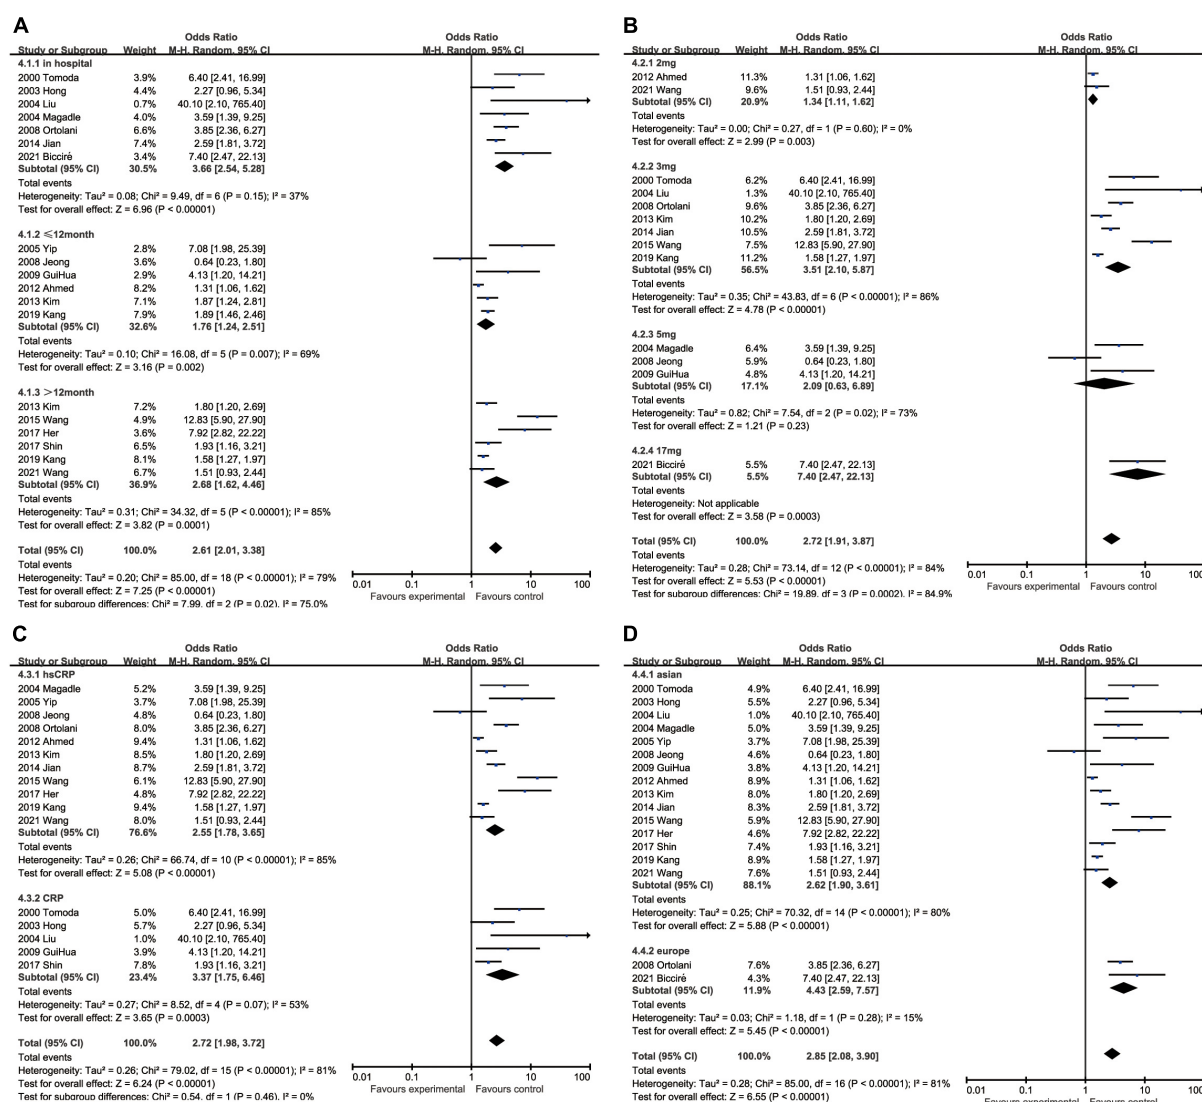 A
Odds Ratio Odds Ratio
Study or Subgroup Weight M-H. Random. 95% CI M-H. Random. 95% CI
4.1.1 in hospital
2000 Tomoda 3.9% 6.40 [2.41, 16.99]
2003 Hong 4.4% 2.27 [0.96, 5.34]
2004 Liu 0.7% 40.10 [2.10, 765.40]
2004 Magadle 4.0% 3.59 [1.39, 9.25]
2008 Ortolani 6.6% 3.85 [2.36, 6.27]
2014 Jian 7.4% 2.59 [1.81, 3.72]
2021 Bicciré 3.4% 7.40 [2.47, 22.13]
Subtotal (95% CI) 30.5% 3.66 [2.54, 5.28]
Total events
Heterogeneity: Tau² = 0.08; Chi² = 9.49, df = 6 (P = 0.15); I² = 37%
Test for overall effect: Z = 6.96 (P < 0.00001)
4.1.2 ≤12month
2005 Yip 2.8% 7.08 [1.98, 25.39]
2008 Jeong 3.6% 0.64 [0.23, 1.80]
2009 GuiHua 2.9% 4.13 [1.20, 14.21]
2012 Ahmed 8.2% 1.31 [1.06, 1.62]
2013 Kim 7.1% 1.87 [1.24, 2.81]
2019 Kang 7.9% 1.89 [1.46, 2.46]
Subtotal (95% CI) 32.6% 1.76 [1.24, 2.51]
Total events
Heterogeneity: Tau² = 0.10; Chi² = 16.08, df = 5 (P = 0.007); I² = 69%
Test for overall effect: Z = 3.16 (P = 0.002)
4.1.3 >12month
2013 Kim 7.2% 1.80 [1.20, 2.69]
2015 Wang 4.9% 12.83 [5.90, 27.90]
2017 Her 3.6% 7.92 [2.82, 22.22]
2017 Shin 6.5% 1.93 [1.16, 3.21]
2019 Kang 8.1% 1.58 [1.27, 1.97]
2021 Wang 6.7% 1.51 [0.93, 2.44]
Subtotal (95% CI) 36.9% 2.68 [1.62, 4.46]
Total events
Heterogeneity: Tau² = 0.31; Chi² = 34.32, df = 5 (P < 0.00001); I² = 85%
Test for overall effect: Z = 3.82 (P = 0.0001)
Total (95% CI) 100.0% 2.61 [2.01, 3.38]
Total events
Heterogeneity: Tau² = 0.20; Chi² = 85.00, df = 18 (P < 0.00001); I² = 79%
Test for overall effect: Z = 7.25 (P < 0.00001)
Test for subgroup differences: Chi² = 7.99. df = 2 (P = 0.02). I² = 75.0%
0.01 0.1 1 10 100
Favours experimental Favours control
B
Odds Ratio Odds Ratio
Study or Subgroup Weight M-H. Random. 95% CI M-H. Random. 95% CI
4.2.1 2mg
2012 Ahmed 11.3% 1.31 [1.06, 1.62]
2021 Wang 9.6% 1.51 [0.93, 2.44]
Subtotal (95% CI) 20.9% 1.34 [1.11, 1.62]
Total events
Heterogeneity: Tau² = 0.00; Chi² = 0.27, df = 1 (P = 0.60); I² = 0%
Test for overall effect: Z = 2.99 (P = 0.003)
4.2.2 3mg
2000 Tomoda 6.2% 6.40 [2.41, 16.99]
2004 Liu 1.3% 40.10 [2.10, 765.40]
2008 Ortolani 9.6% 3.85 [2.36, 6.27]
2013 Kim 10.2% 1.80 [1.20, 2.69]
2014 Jian 10.5% 2.59 [1.81, 3.72]
2015 Wang 7.5% 12.83 [5.90, 27.90]
2019 Kang 11.2% 1.58 [1.27, 1.97]
Subtotal (95% CI) 56.5% 3.51 [2.10, 5.87]
Total events
Heterogeneity: Tau² = 0.35; Chi² = 43.83, df = 6 (P < 0.00001); I² = 86%
Test for overall effect: Z = 4.78 (P < 0.00001)
4.2.3 5mg
2004 Magadle 6.4% 3.59 [1.39, 9.25]
2008 Jeong 5.9% 0.64 [0.23, 1.80]
2009 GuiHua 4.8% 4.13 [1.20, 14.21]
Subtotal (95% CI) 17.1% 2.09 [0.63, 6.89]
Total events
Heterogeneity: Tau² = 0.82; Chi² = 7.54, df = 2 (P = 0.02); I² = 73%
Test for overall effect: Z = 1.21 (P = 0.23)
4.2.4 17mg
2021 Bicciré 5.5% 7.40 [2.47, 22.13]
Subtotal (95% CI) 5.5% 7.40 [2.47, 22.13]
Total events
Heterogeneity: Not applicable
Test for overall effect: Z = 3.58 (P = 0.0003)
Total (95% CI) 100.0% 2.72 [1.91, 3.87]
Total events
Heterogeneity: Tau² = 0.28; Chi² = 73.14, df = 12 (P < 0.00001); I² = 84%
Test for overall effect: Z = 5.53 (P < 0.00001)
Test for subgroup differences: Chi² = 19.89. df = 3 (P = 0.0002). I² = 84.9%
0.01 0.1 1 10 100
Favours experimental Favours control
C
Odds Ratio Odds Ratio
Study or Subgroup Weight M-H. Random. 95% CI M-H. Random. 95% CI
4.3.1 hsCRP
2004 Magadle 5.2% 3.59 [1.39, 9.25]
2005 Yip 3.7% 7.08 [1.98, 25.39]
2008 Jeong 4.8% 0.64 [0.23, 1.80]
2008 Ortolani 8.0% 3.85 [2.36, 6.27]
2012 Ahmed 9.4% 1.31 [1.06, 1.62]
2013 Kim 8.5% 1.80 [1.20, 2.69]
2014 Jian 8.7% 2.59 [1.81, 3.72]
2015 Wang 6.1% 12.83 [5.90, 27.90]
2017 Her 4.8% 7.92 [2.82, 22.22]
2019 Kang 9.4% 1.58 [1.27, 1.97]
2021 Wang 8.0% 1.51 [0.93, 2.44]
Subtotal (95% CI) 76.6% 2.55 [1.78, 3.65]
Total events
Heterogeneity: Tau² = 0.26; Chi² = 66.74, df = 10 (P < 0.00001); I² = 85%
Test for overall effect: Z = 5.08 (P < 0.00001)
4.3.2 CRP
2000 Tomoda 5.0% 6.40 [2.41, 16.99]
2003 Hong 5.7% 2.27 [0.96, 5.34]
2004 Liu 1.0% 40.10 [2.10, 765.40]
2009 GuiHua 3.9% 4.13 [1.20, 14.21]
2017 Shin 7.8% 1.93 [1.16, 3.21]
Subtotal (95% CI) 23.4% 3.37 [1.75, 6.46]
Total events
Heterogeneity: Tau² = 0.27; Chi² = 8.52, df = 4 (P = 0.07); I² = 53%
Test for overall effect: Z = 3.65 (P = 0.0003)
Total (95% CI) 100.0% 2.72 [1.98, 3.72]
Total events
Heterogeneity: Tau² = 0.26; Chi² = 79.02, df = 15 (P < 0.00001); I² = 81%
Test for overall effect: Z = 6.24 (P < 0.00001)
Test for subgroup differences: Chi² = 0.54. df = 1 (P = 0.46). I² = 0%
0.01 0.1 1 10 100
Favours experimental Favours control
D
Odds Ratio Odds Ratio
Study or Subgroup Weight M-H. Random. 95% CI M-H. Random. 95% CI
4.4.1 asian
2000 Tomoda 4.9% 6.40 [2.41, 16.99]
2003 Hong 5.5% 2.27 [0.96, 5.34]
2004 Liu 1.0% 40.10 [2.10, 765.40]
2004 Magadle 5.0% 3.59 [1.39, 9.25]
2005 Yip 3.7% 7.08 [1.98, 25.39]
2008 Jeong 4.6% 0.64 [0.23, 1.80]
2009 GuiHua 3.8% 4.13 [1.20, 14.21]
2012 Ahmed 8.9% 1.31 [1.06, 1.62]
2013 Kim 8.0% 1.80 [1.20, 2.69]
2014 Jian 8.3% 2.59 [1.81, 3.72]
2015 Wang 5.9% 12.83 [5.90, 27.90]
2017 Her 4.6% 7.92 [2.82, 22.22]
2017 Shin 7.4% 1.93 [1.16, 3.21]
2019 Kang 8.9% 1.58 [1.27, 1.97]
2021 Wang 7.6% 1.51 [0.93, 2.44]
Subtotal (95% CI) 88.1% 2.62 [1.90, 3.61]
Total events
Heterogeneity: Tau² = 0.25; Chi² = 70.32, df = 14 (P < 0.00001); I² = 80%
Test for overall effect: Z = 5.88 (P < 0.00001)
4.4.2 europe
2008 Ortolani 7.6% 3.85 [2.36, 6.27]
2021 Bicciré 4.3% 7.40 [2.47, 22.13]
Subtotal (95% CI) 11.9% 4.43 [2.59, 7.57]
Total events
Heterogeneity: Tau² = 0.03; Chi² = 1.18, df = 1 (P = 0.28); I² = 15%
Test for overall effect: Z = 5.45 (P < 0.00001)
Total (95% CI) 100.0% 2.85 [2.08, 3.90]
Total events
Heterogeneity: Tau² = 0.28; Chi² = 85.00, df = 16 (P < 0.00001); I² = 81%
Test for overall effect: Z = 6.55 (P < 0.00001)
0.01 0.1 1 10 100
Favours experimental Favours control